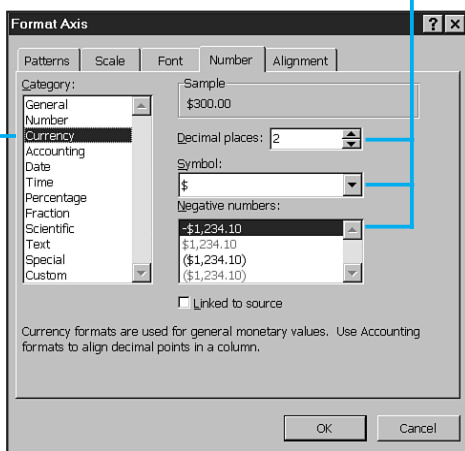 Format Axis
Patterns Scale Font Number Alignment
Category:
General
Number
Currency
Accounting
Date
Time
Percentage
Fraction
Scientific
Text
Special
Custom
Sample
$300.00
Decimal places: 2
Symbol:
$
Negative numbers:
-$1,234.10
$1,234.10
($1,234.10)
($1,234.10)
Linked to source
Currency formats are used for general monetary values. Use Accounting
formats to align decimal points in a column.
OK Cancel